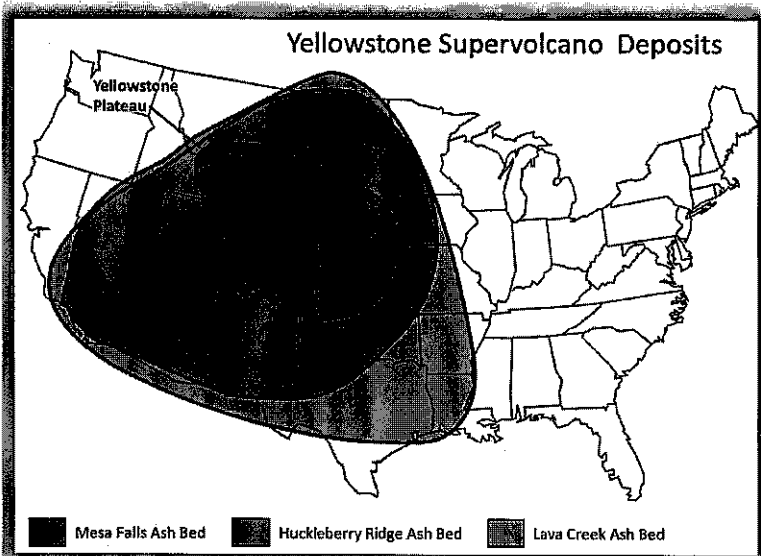 Yellowstone Supervolcano Deposits
Yellowstone
Plateau
Mesa Falls Ash Bed
Huckleberry Ridge Ash Bed
Lava Creek Ash Bed